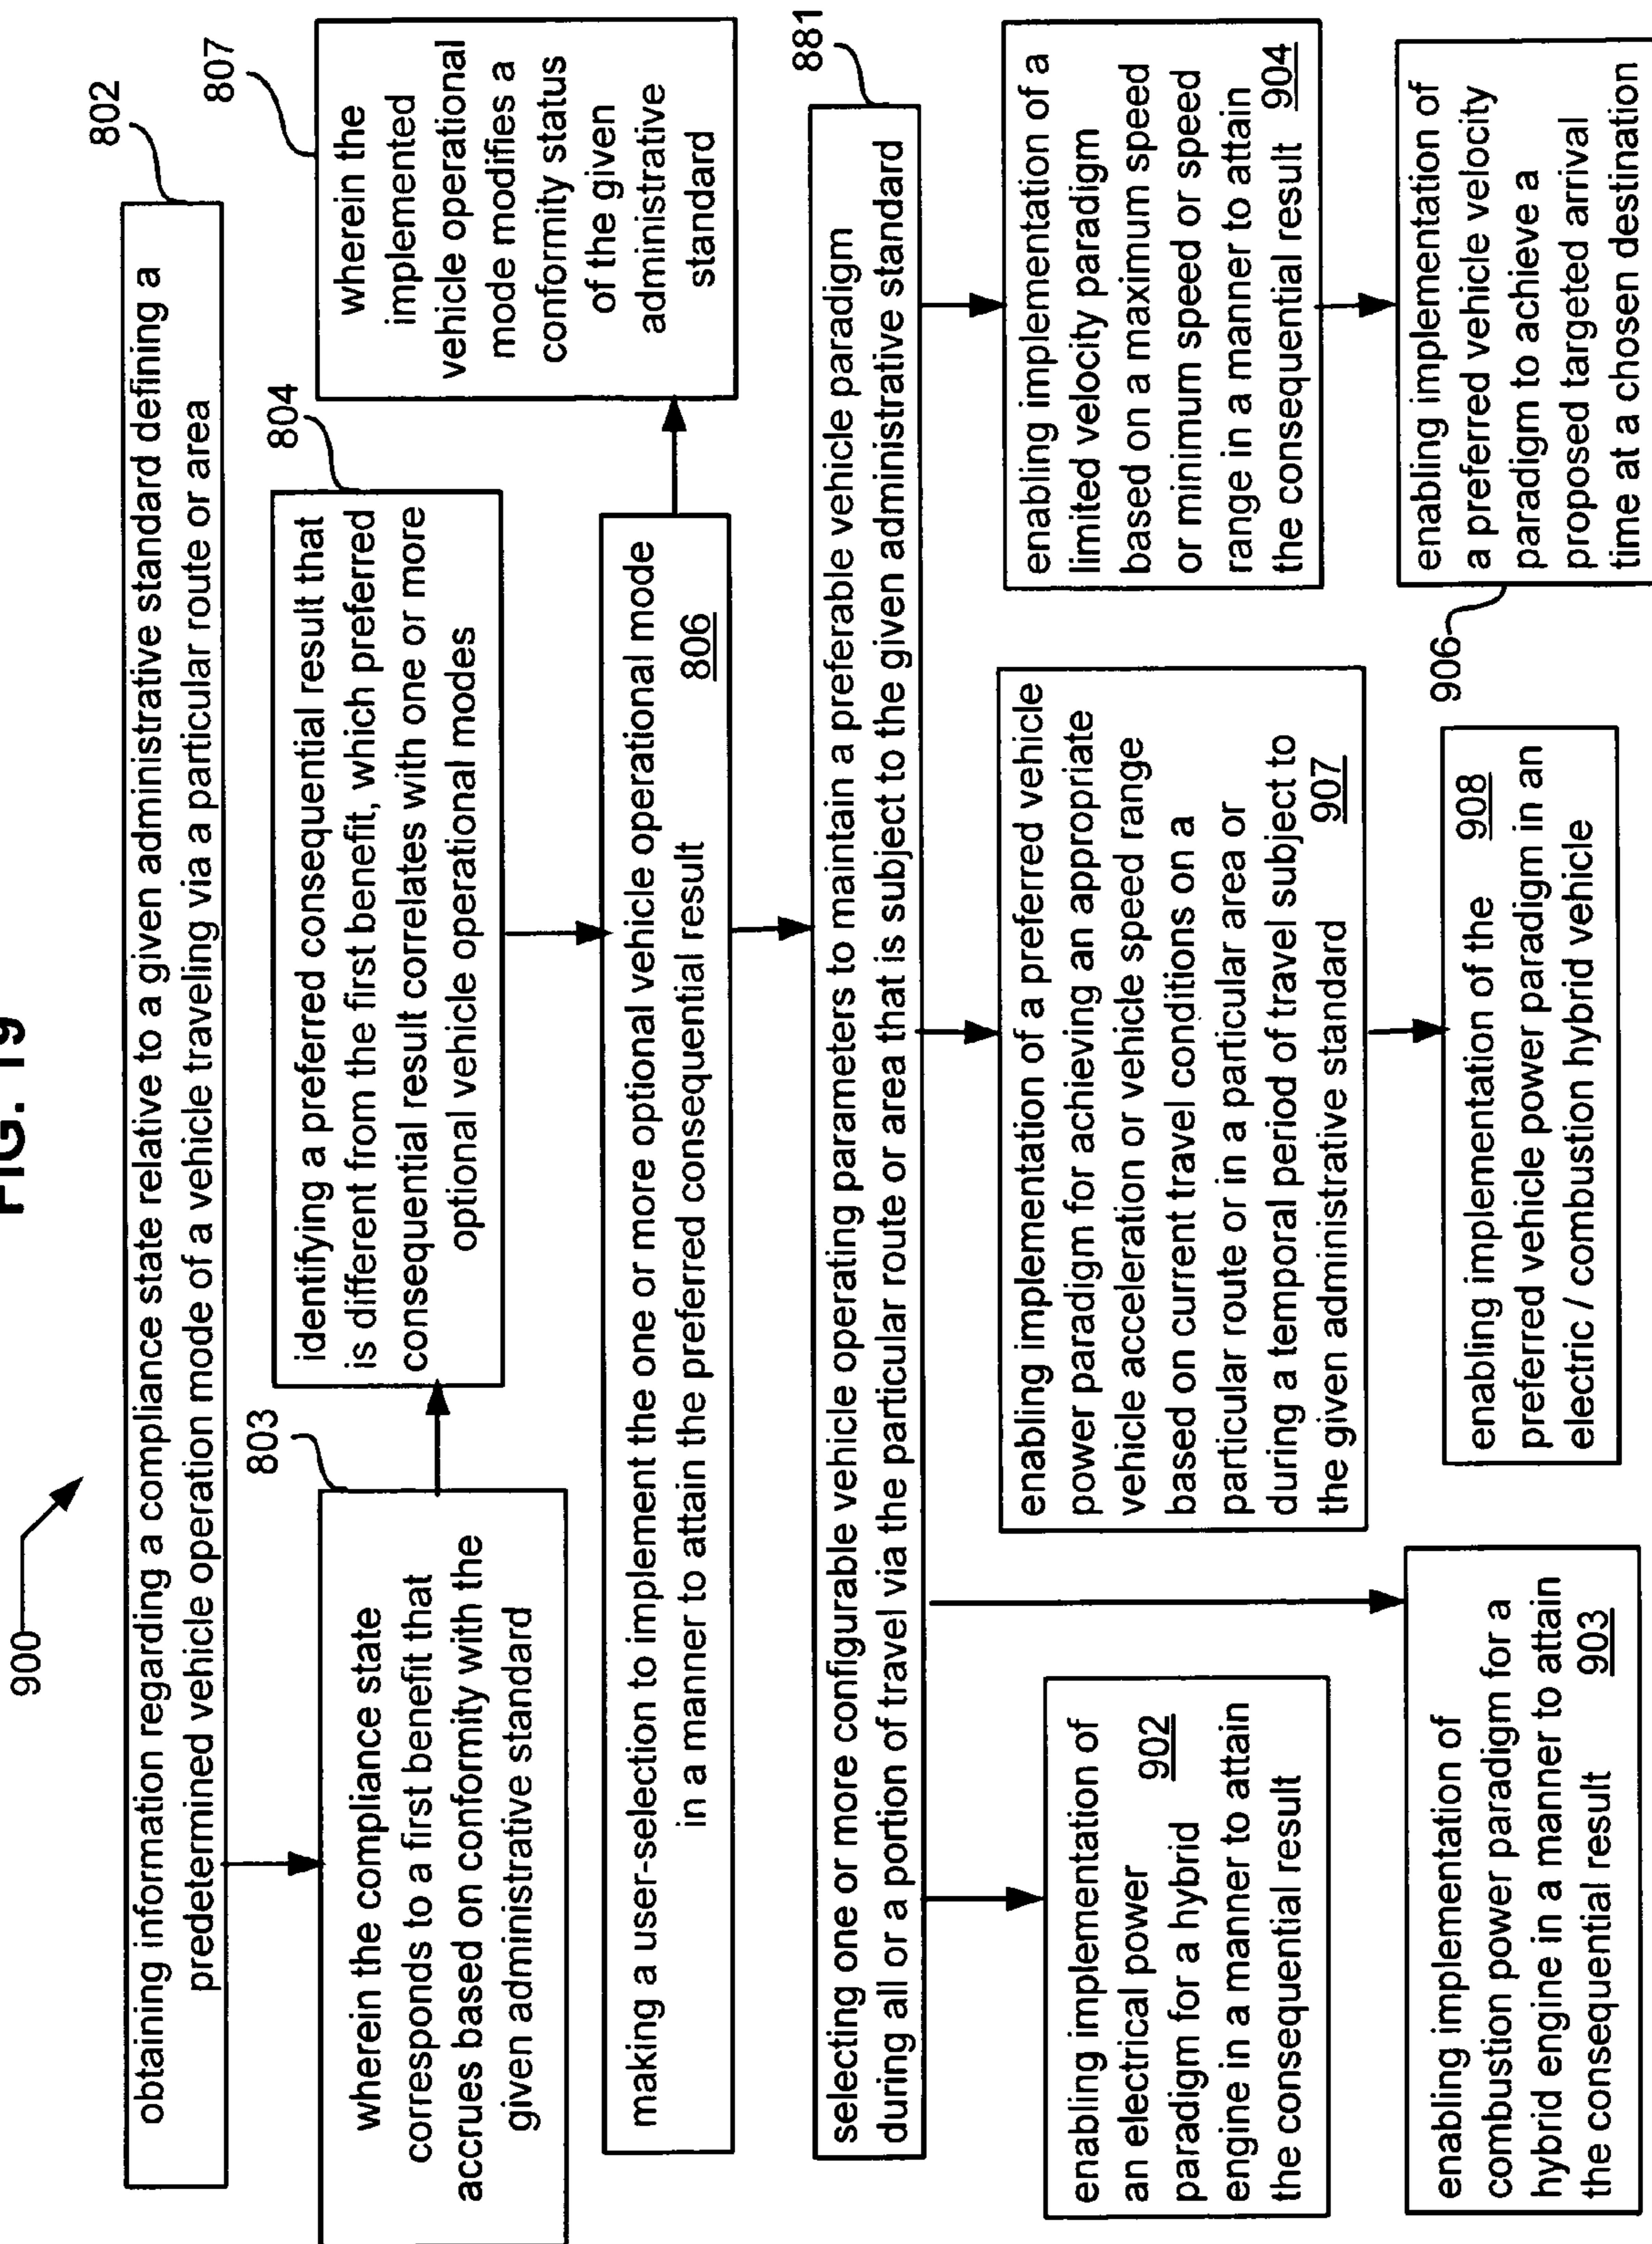 FIG. 19
900
802
obtaining information regarding a compliance state relative to a given administrative standard defining a
predetermined vehicle operation mode of a vehicle traveling via a particular route or area
803
wherein the compliance state
corresponds to a first benefit that
accrues based on conformity with the
given administrative standard
804
identifying a preferred consequential result that
is different from the first benefit, which preferred
consequential result correlates with one or more
optional vehicle operational modes
807
wherein the
implemented
vehicle operational
mode modifies a
conformity status
of the given
administrative
standard
making a user-selection to implement the one or more optional vehicle operational mode
in a manner to attain the preferred consequential result 806
881
selecting one or more configurable vehicle operating parameters to maintain a preferable vehicle paradigm
during all or a portion of travel via the particular route or area that is subject to the given administrative standard
enabling implementation of
an electrical power 902
paradigm for a hybrid
engine in a manner to attain
the consequential result
enabling implementation of
combustion power paradigm for a
hybrid engine in a manner to attain
the consequential result 903
enabling implementation of a preferred vehicle
power paradigm for achieving an appropriate
vehicle acceleration or vehicle speed range
based on current travel conditions on a
particular route or in a particular area or
during a temporal period of travel subject to
the given administrative standard 907
enabling implementation of the 908
preferred vehicle power paradigm in an
electric / combustion hybrid vehicle
enabling implementation of a
limited velocity paradigm
based on a maximum speed
or minimum speed or speed
range in a manner to attain
the consequential result 904
906
enabling implementation of
a preferred vehicle velocity
paradigm to achieve a
proposed targeted arrival
time at a chosen destination